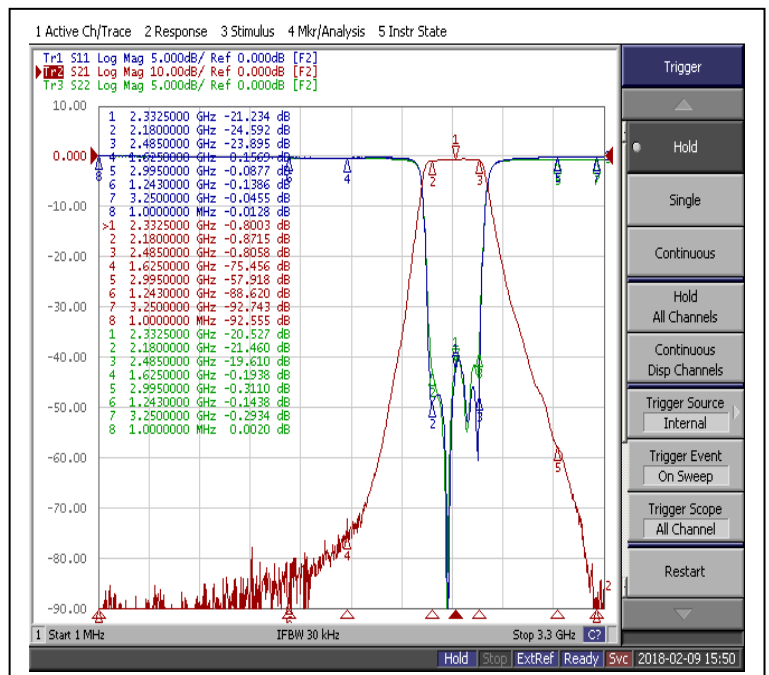 1 Active Ch/Trace 2 Response 3 Stimulus 4 Mkr/Analysis 5 Instr State
Tr1 S11 Log Mag 5.000dB/ Ref 0.000dB [F2]
Tr2 S21 Log Mag 10.00dB/ Ref 0.000dB [F2]
Tr3 S22 Log Mag 5.000dB/ Ref 0.000dB [F2]
10.00
0.000
-10.00
-20.00
-30.00
-40.00
-50.00
-60.00
-70.00
-80.00
-90.00
1 2.3325000 GHz -21.234 dB
2 2.1800000 GHz -24.592 dB
3 2.4850000 GHz -23.895 dB
4 1.6250000 GHz 0.1569 dB
5 2.9950000 GHz -0.0877 dB
6 1.2430000 GHz -0.1386 dB
7 3.2500000 GHz -0.0455 dB
8 1.0000000 MHz -0.0128 dB
>1 2.3325000 GHz -0.8003 dB
2 2.1800000 GHz -0.8715 dB
3 2.4850000 GHz -0.8058 dB
4 1.6250000 GHz -75.456 dB
5 2.9950000 GHz -57.918 dB
6 1.2430000 GHz -88.620 dB
7 3.2500000 GHz -92.743 dB
8 1.0000000 MHz -92.555 dB
1 2.3325000 GHz -20.527 dB
2 2.1800000 GHz -21.460 dB
3 2.4850000 GHz -19.610 dB
4 1.6250000 GHz -0.1938 dB
5 2.9950000 GHz -0.3110 dB
6 1.2430000 GHz -0.1438 dB
7 3.2500000 GHz -0.2934 dB
8 1.0000000 MHz 0.0020 dB
1
2
3
4
2
3
5
4
2
1 Start 1 MHz IFBW 30 kHz Stop 3.3 GHz C?
Trigger
Hold
Single
Continuous
Hold
All Channels
Continuous
Disp Channels
Trigger Source
Internal
Trigger Event
On Sweep
Trigger Scope
All Channel
Restart
Hold Stop ExtRef Ready Svc 2018-02-09 15:50